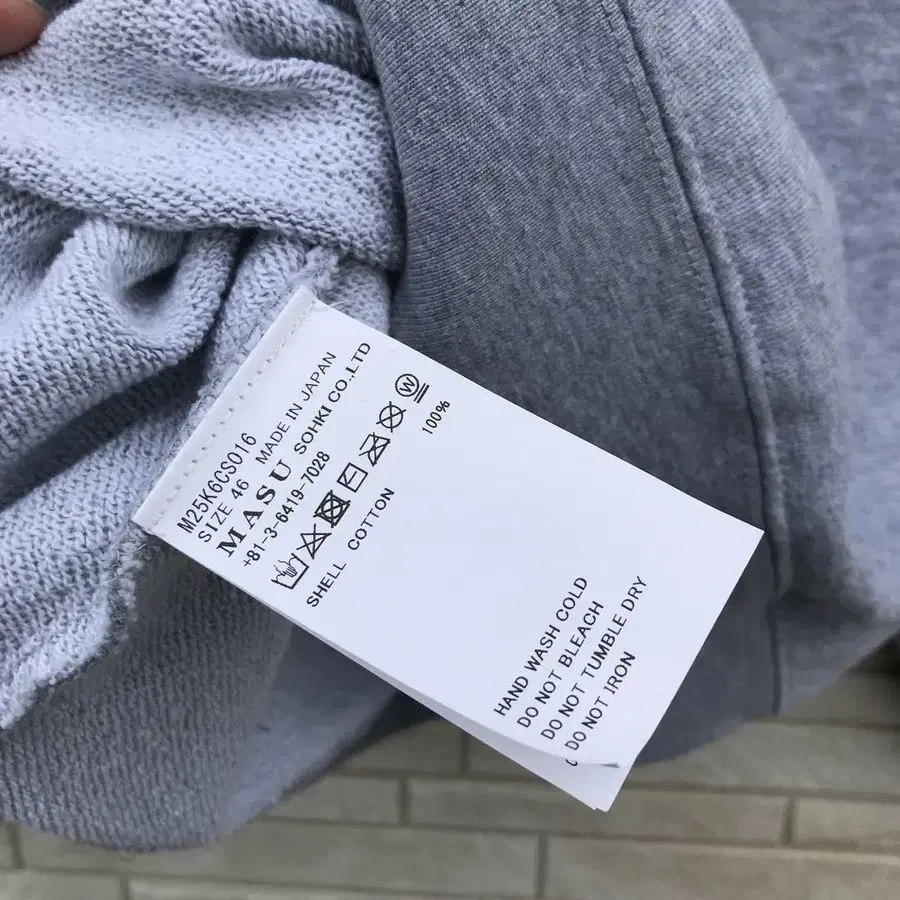 M25K6CS016
SIZE 46 MADE IN JAPAN
MASU SOHKI CO.,LTD
+81-3-6419-7028
W
SHELL COTTON 100%
HAND WASH COLD
DO NOT BLEACH
DO NOT TUMBLE DRY
DO NOT IRON